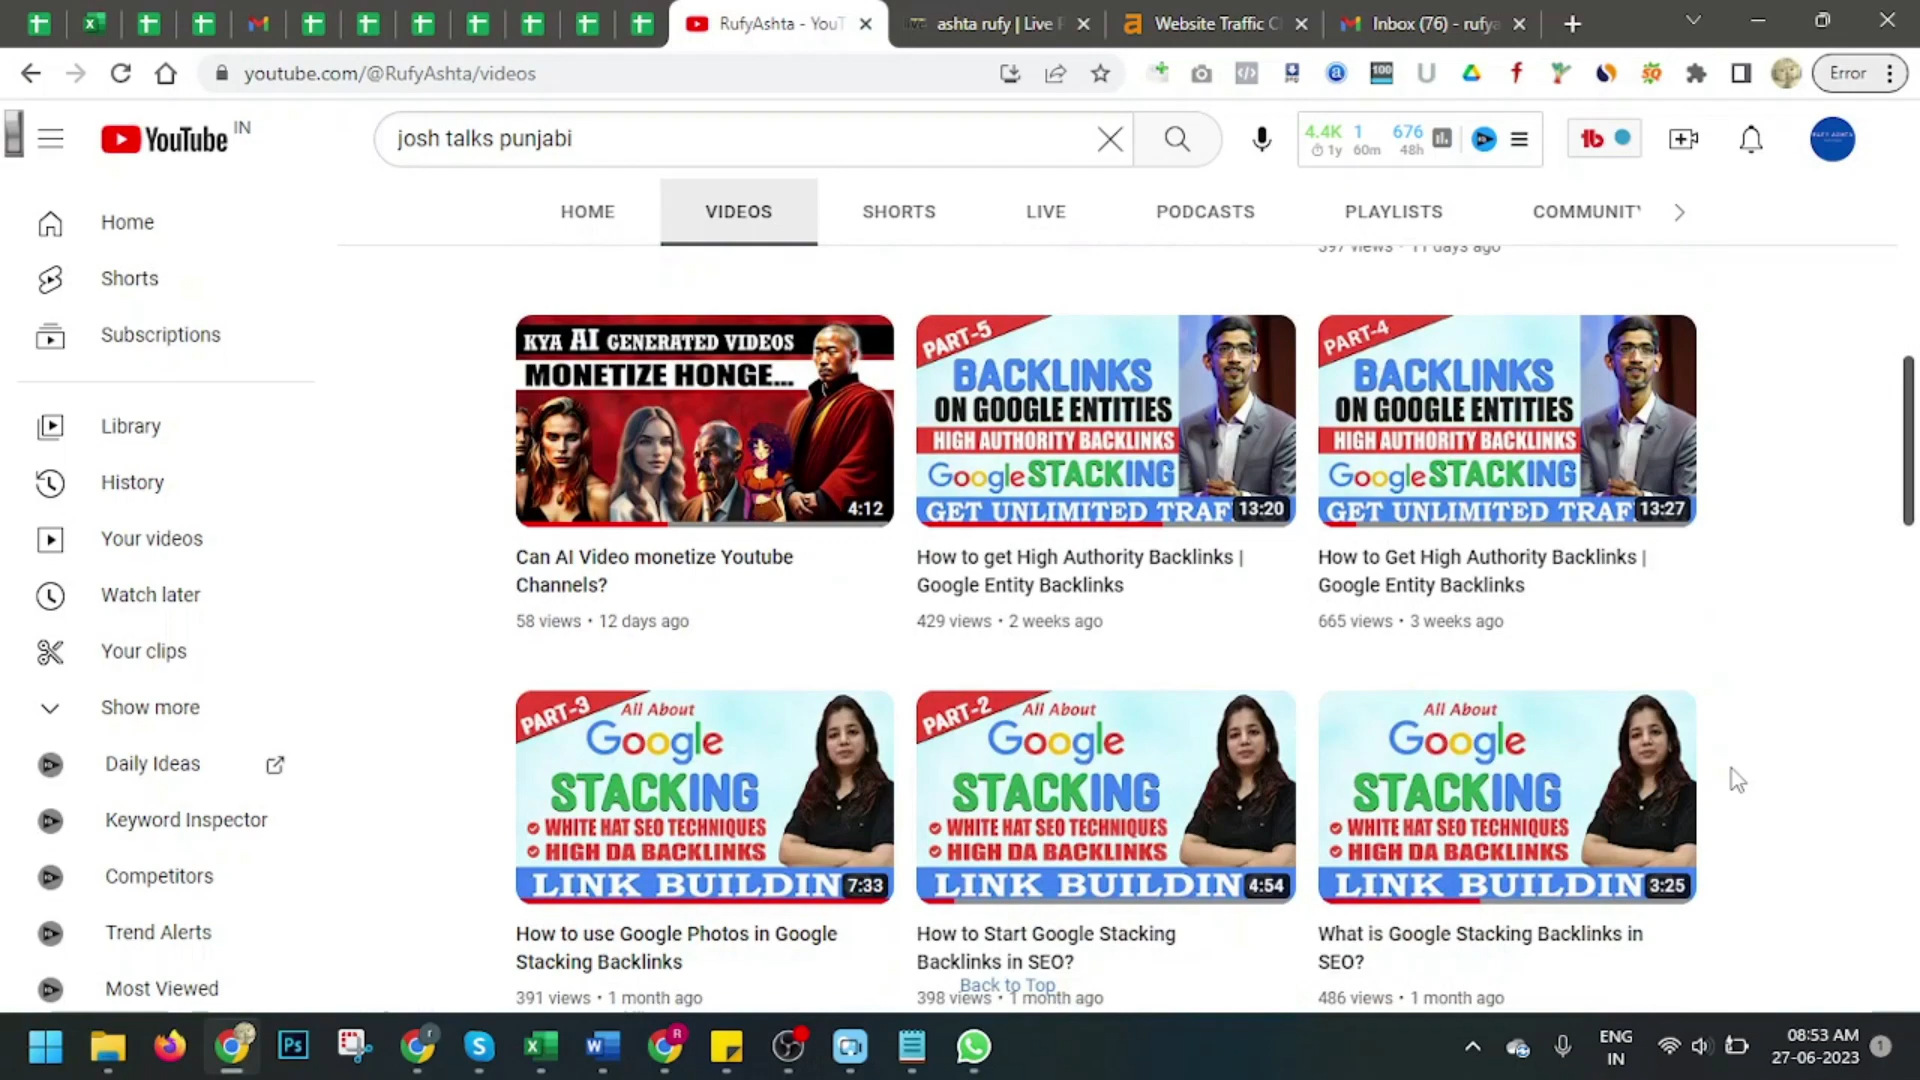 RufyAshta - YouT
ashta rufy | Live
Website Traffic C
Inbox (76) - rufya
youtube.com/@RufyAshta/videos
100
SQ
Error
YouTube IN
josh talks punjabi
4.4K 1 676
1y 60m 48h
tb
HOME
VIDEOS
SHORTS
LIVE
PODCASTS
PLAYLISTS
COMMUNITY
397 views • 11 days ago
Home
Shorts
Subscriptions
Library
History
Your videos
Watch later
Your clips
Show more
Daily Ideas
Keyword Inspector
Competitors
Trend Alerts
Most Viewed
KYA AI GENERATED VIDEOS
MONETIZE HONGE...
4:12
Can AI Video monetize Youtube
Channels?
58 views • 12 days ago
PART-5
BACKLINKS
ON GOOGLE ENTITIES
HIGH AUTHORITY BACKLINKS
Google STACKING
GET UNLIMITED TRAF
13:20
How to get High Authority Backlinks |
Google Entity Backlinks
429 views • 2 weeks ago
PART-4
BACKLINKS
ON GOOGLE ENTITIES
HIGH AUTHORITY BACKLINKS
Google STACKING
GET UNLIMITED TRAF
13:27
How to Get High Authority Backlinks |
Google Entity Backlinks
665 views • 3 weeks ago
PART-3
All About
Google
STACKING
WHITE HAT SEO TECHNIQUES
HIGH DA BACKLINKS
LINK BUILDIN
7:33
How to use Google Photos in Google
Stacking Backlinks
391 views • 1 month ago
PART-2
All About
Google
STACKING
WHITE HAT SEO TECHNIQUES
HIGH DA BACKLINKS
LINK BUILDIN
4:54
How to Start Google Stacking
Backlinks in SEO?
Back to Top
398 views • 1 month ago
All About
Google
STACKING
WHITE HAT SEO TECHNIQUES
HIGH DA BACKLINKS
LINK BUILDIN
3:25
What is Google Stacking Backlinks in
SEO?
486 views • 1 month ago
Ps
ENG
IN
08:53 AM
27-06-2023
1